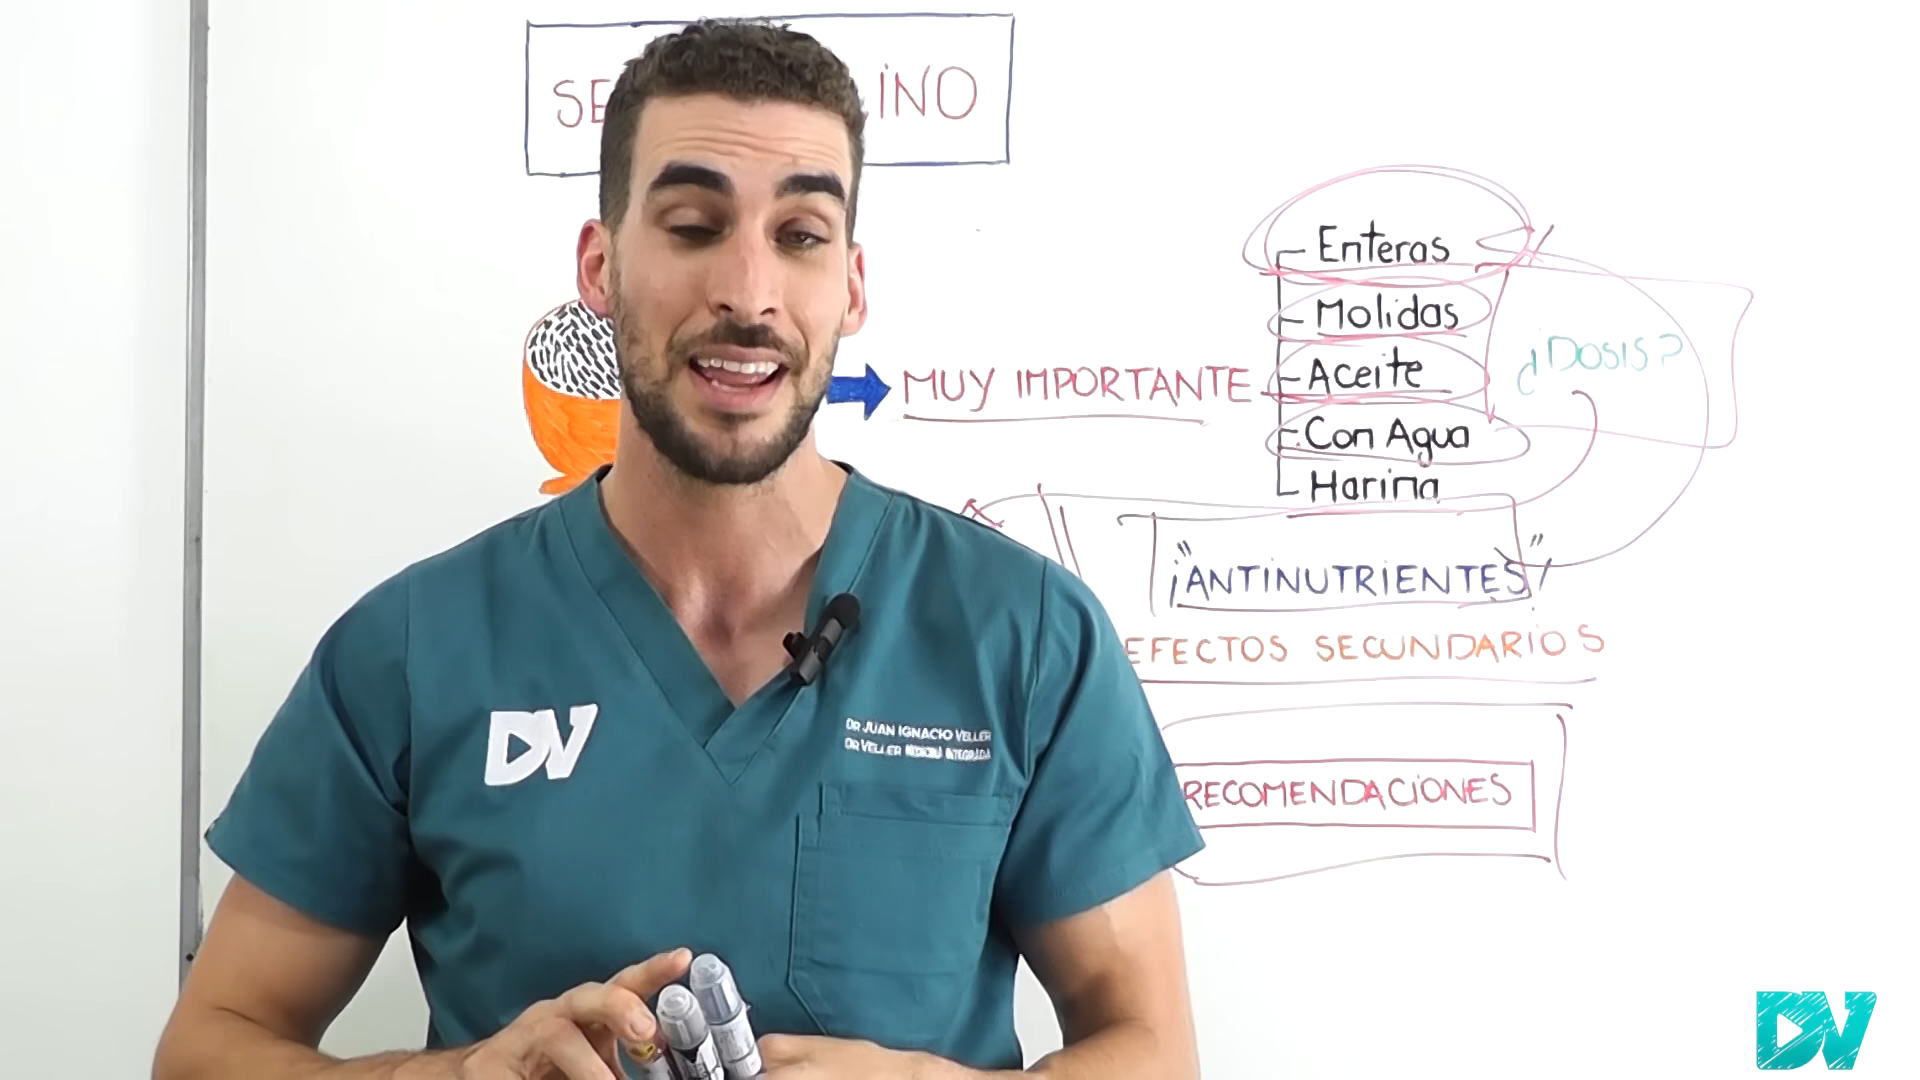 SE LINO
Enteras
Molidas
¿DOSIS?
Aceite
MUY IMPORTANTE
Con Agua
Harina
"¡ANTINUTRIENTES!"
EFECTOS SECUNDARIOS
DV
DR JUAN IGNACIO VELLER
DR VELLER MEDICINA INTEGRADA
RECOMENDACIONES
DV